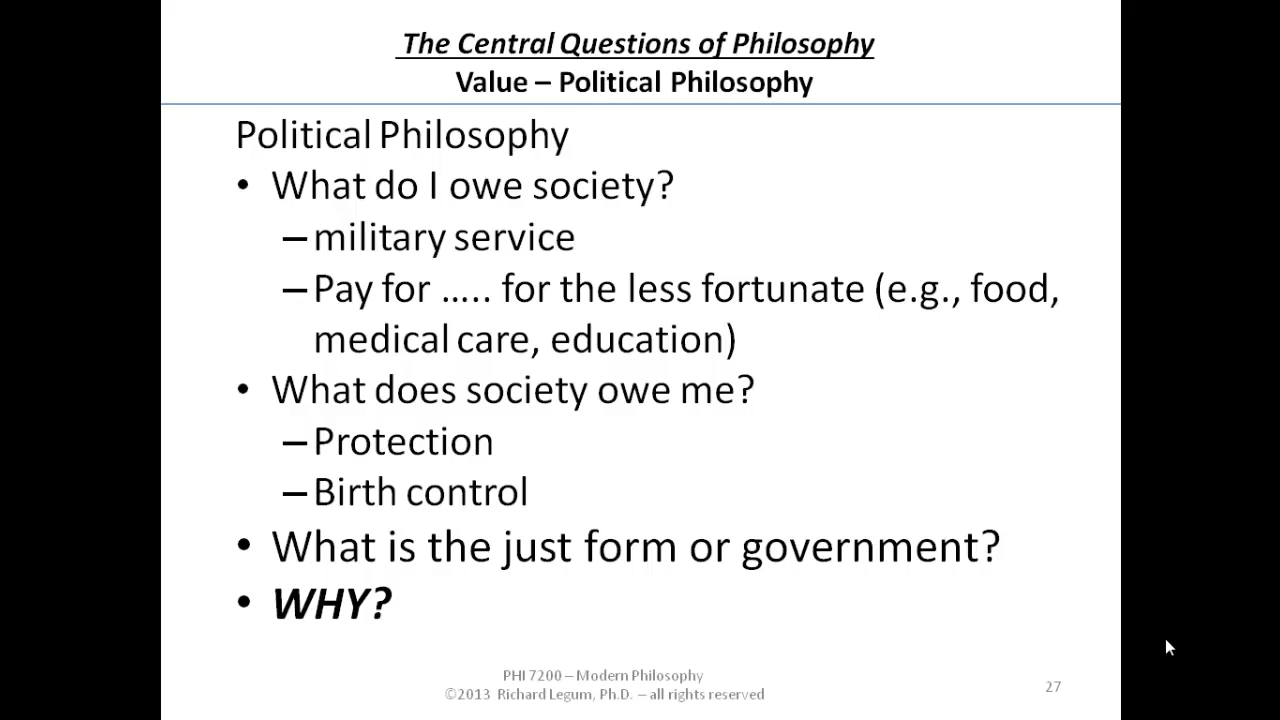 The Central Questions of Philosophy
Value – Political Philosophy
Political Philosophy
• What do I owe society?
– military service
– Pay for ….. for the less fortunate (e.g., food,
medical care, education)
• What does society owe me?
– Protection
– Birth control
• What is the just form or government?
• WHY?
PHI 7200 – Modern Philosophy
©2013 Richard Legum, Ph.D. – all rights reserved
27